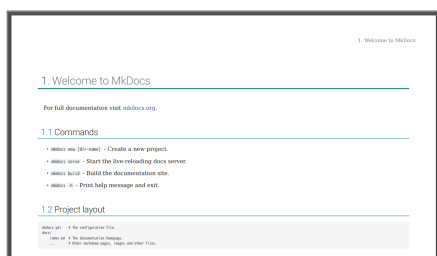 1. Welcome to MkDocs
1. Welcome to MkDocs
For full documentation visit mkdocs.org.
1.1 Commands
• mkdocs new [dir-name] - Create a new project.
• mkdocs serve - Start the live-reloading docs server.
• mkdocs build - Build the documentation site.
• mkdocs -h - Print help message and exit.
1.2 Project layout
mkdocs.yml # The configuration file.
docs/
index.md # The documentation homepage.
... # Other markdown pages, images and other files.